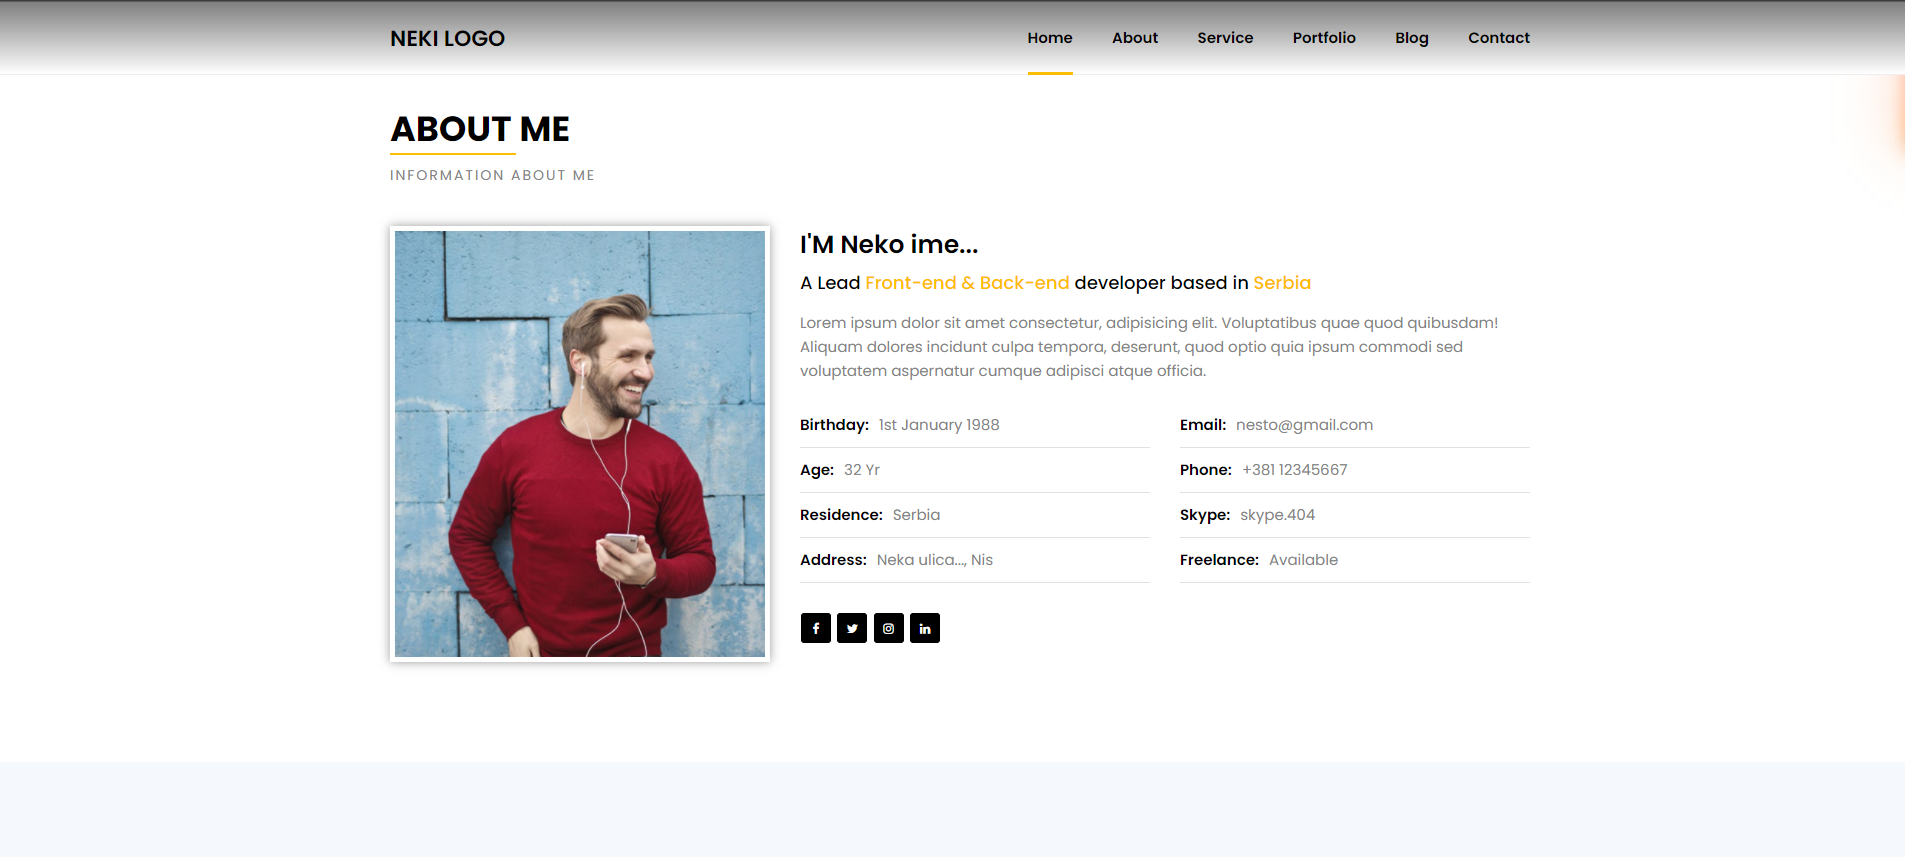 NEKI LOGO
Home About Service Portfolio Blog Contact
ABOUT ME
INFORMATION ABOUT ME
I'M Neko ime...
A Lead Front-end & Back-end developer based in Serbia
Lorem ipsum dolor sit amet consectetur, adipisicing elit. Voluptatibus quae quod quibusdam!
Aliquam dolores incidunt culpa tempora, deserunt, quod optio quia ipsum commodi sed
voluptatem aspernatur cumque adipisci atque officia.
Birthday: 1st January 1988
Email: nesto@gmail.com
Age: 32 Yr
Phone: +381 12345667
Residence: Serbia
Skype: skype.404
Address: Neka ulica..., Nis
Freelance: Available